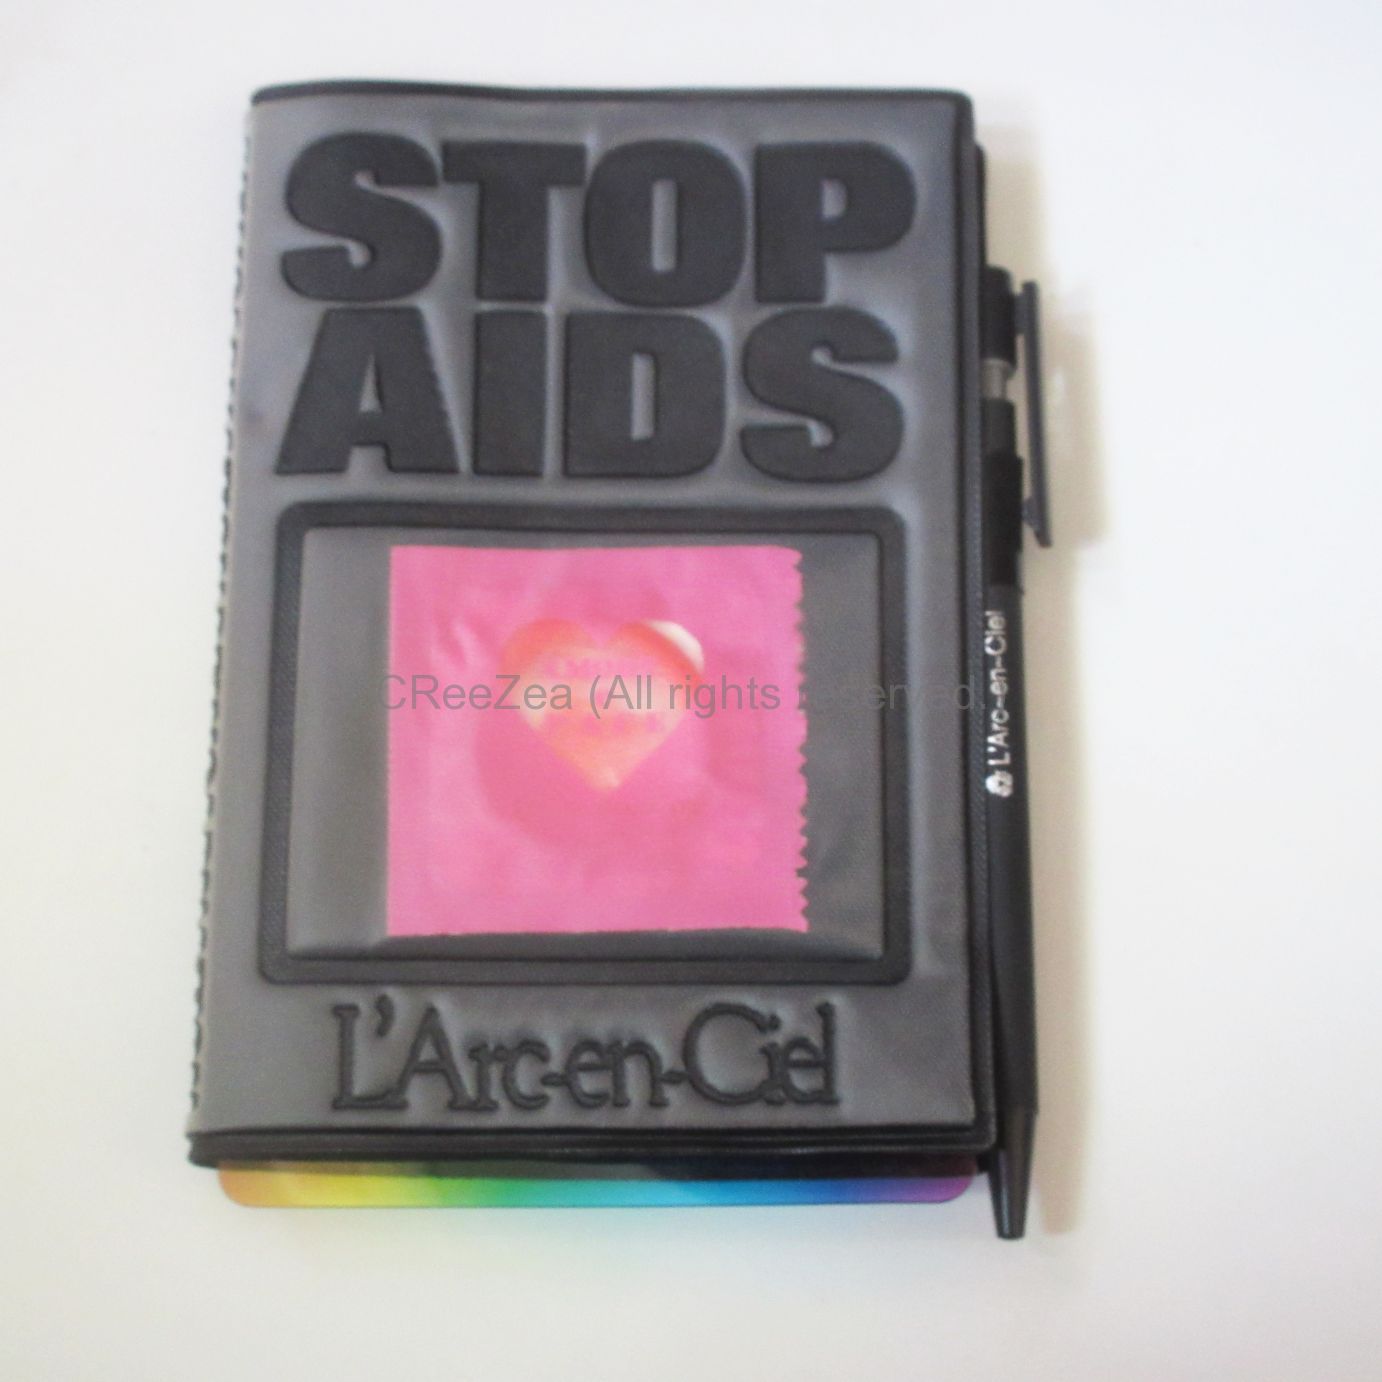 STOP
AIDS
CReeZea (All rights reserved.
L'Arc-en-Ciel
L'Arc-en-Ciel